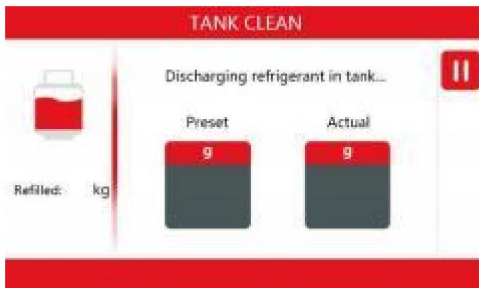 TANK CLEAN
Discharging refrigerant in tank...
Preset Actual
g g
Refilled: kg